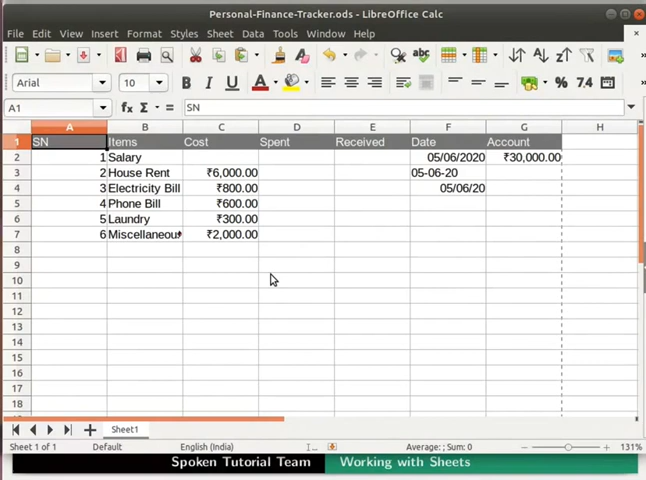 Personal-Finance-Tracker.ods - LibreOffice Calc
File Edit View Insert Format Styles Sheet Data Tools Window Help
Arial 10 B I U A 7.4
A1 fx Σ = SN
A B C D E F G H
1 SN Items Cost Spent Received Date Account
2 1 Salary 05/06/2020 ₹30,000.00
3 2 House Rent ₹6,000.00 05-06-20
4 3 Electricity Bill ₹800.00 05/06/20
5 4 Phone Bill ₹600.00
6 5 Laundry ₹300.00
7 6 Miscellaneou ₹2,000.00
8
9
10
11
12
13
14
15
16
17
18
Sheet1
Sheet 1 of 1 Default English (India) Average: ; Sum: 0 131%
Spoken Tutorial Team Working with Sheets